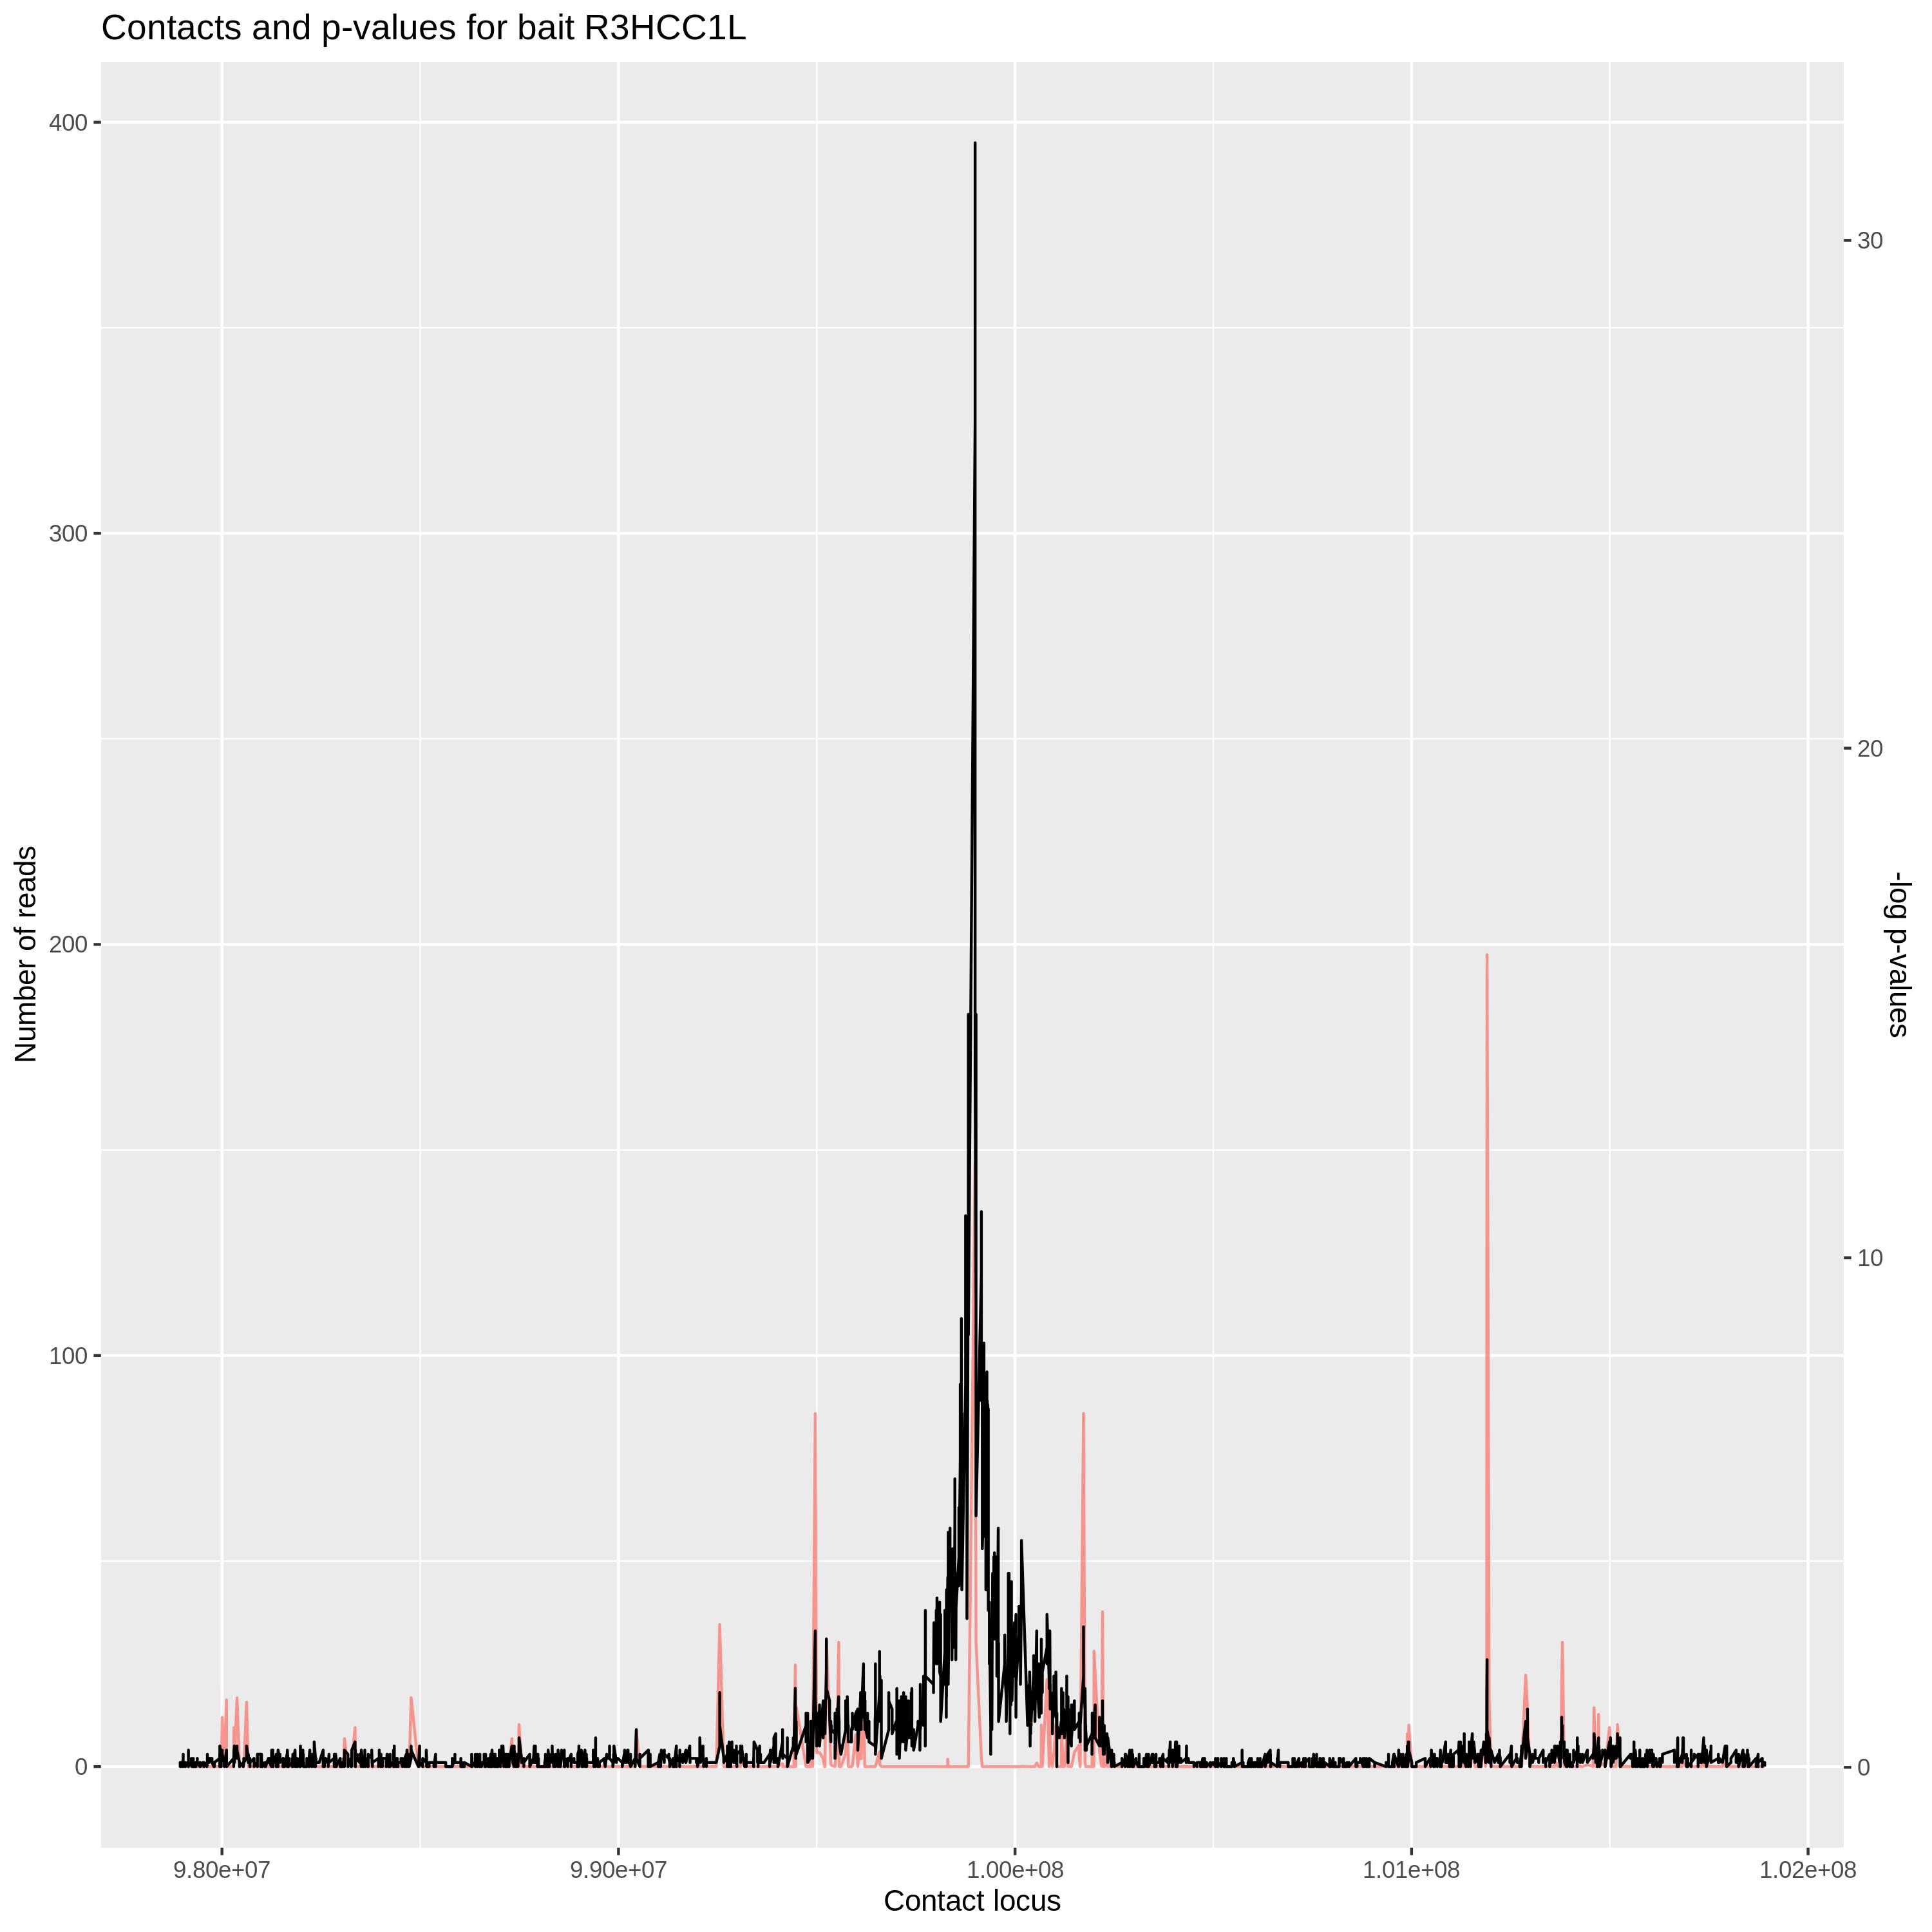 Contacts and p-values for bait R3HCC1L
400
300
200
100
0
Number of reads
30
20
10
0
-log p-values
9.80e+07 9.90e+07 1.00e+08 1.01e+08 1.02e+08
Contact locus